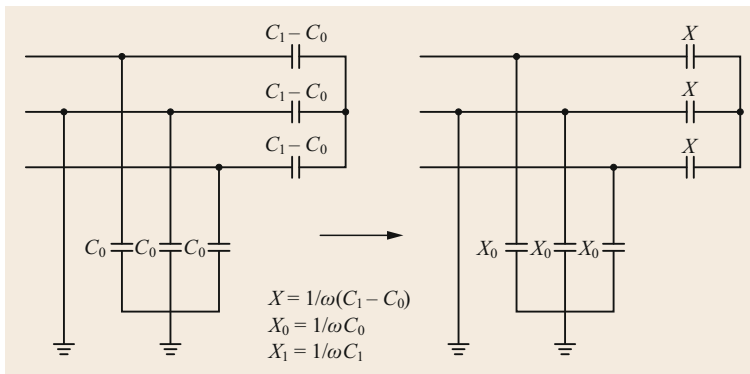 C₁ – C₀
C₁ – C₀
C₁ – C₀
C₀ C₀ C₀
X
X
X
X₀ X₀ X₀
X = 1/ω(C₁ – C₀)
X₀ = 1/ωC₀
X₁ = 1/ωC₁